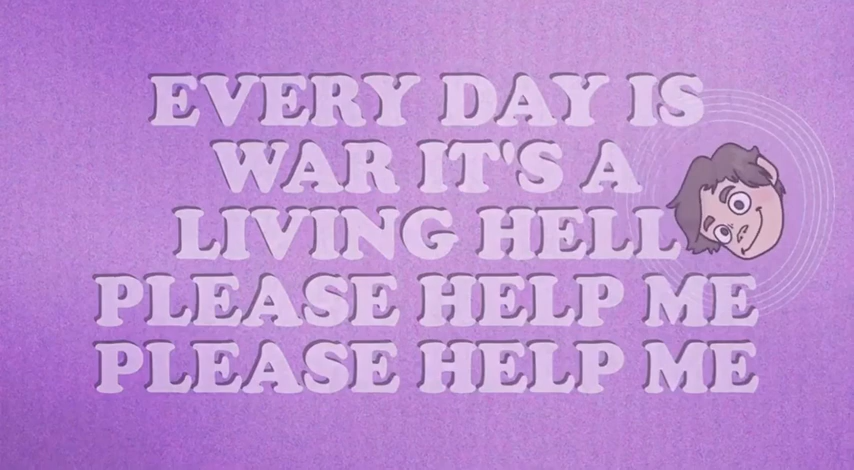 EVERY DAY IS
WAR IT'S A
LIVING HELL
PLEASE HELP ME
PLEASE HELP ME